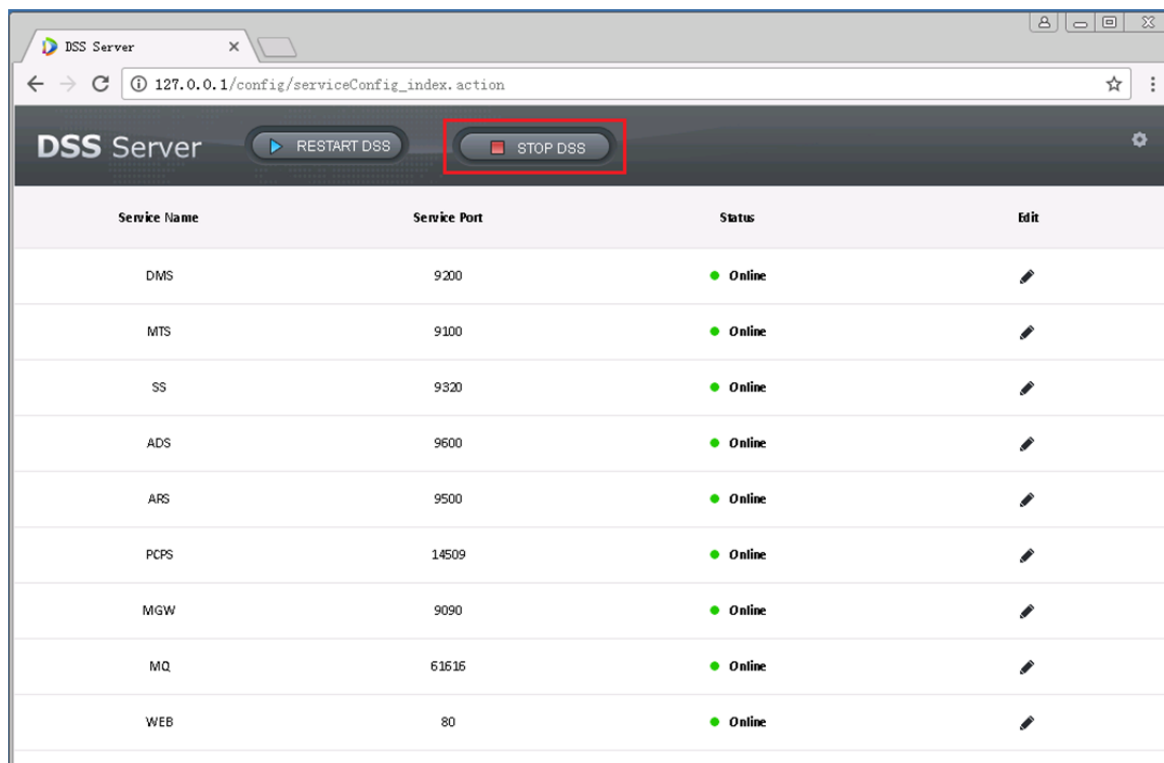 DSS Server
127.0.0.1/config/serviceConfig_index.action
DSS Server RESTART DSS STOP DSS
Service Name Service Port Status Edit
DMS 9200 Online
MTS 9100 Online
SS 9320 Online
ADS 9600 Online
ARS 9500 Online
PCPS 14509 Online
MGW 9090 Online
MQ 61616 Online
WEB 80 Online